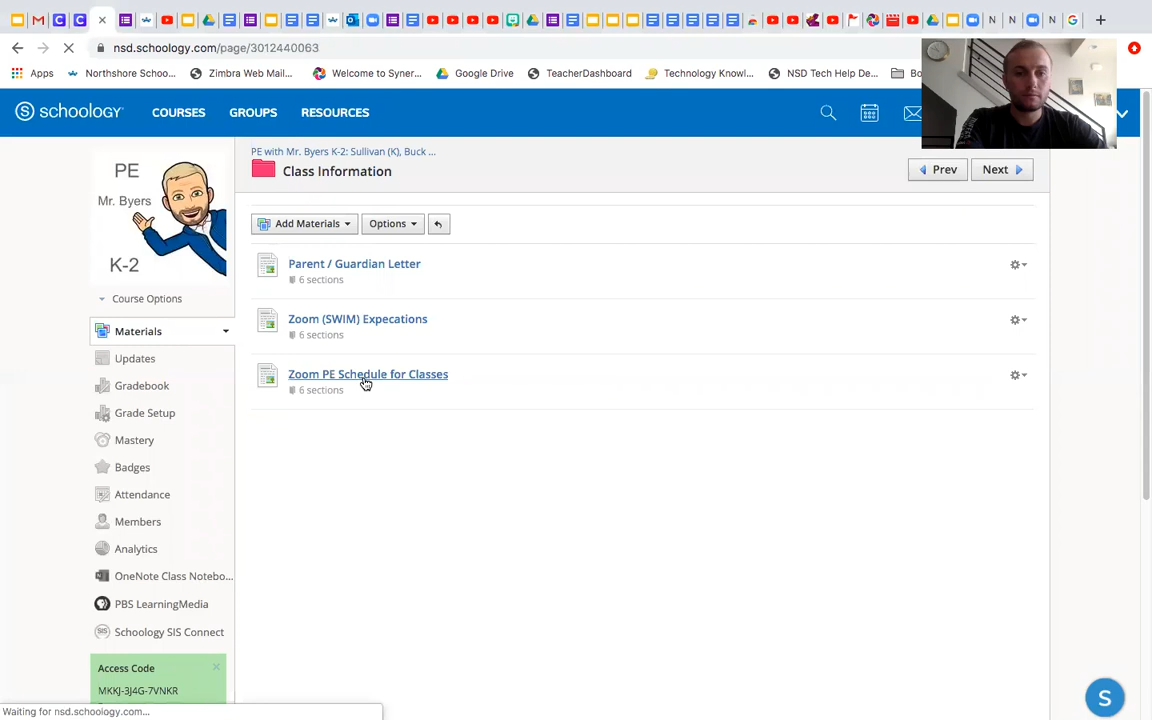 nsd.schoology.com/page/3012440063
Apps
Northshore Schoo...
Zimbra Web Mail...
Welcome to Syner...
Google Drive
TeacherDashboard
Technology Knowl...
NSD Tech Help De...
S schoology
COURSES
GROUPS
RESOURCES
PE with Mr. Byers K-2: Sullivan (K), Buck ...
Class Information
Prev
Next
PE
Mr. Byers
K-2
Add Materials
Options
Parent / Guardian Letter
6 sections
Zoom (SWIM) Expecations
6 sections
Zoom PE Schedule for Classes
6 sections
Course Options
Materials
Updates
Gradebook
Grade Setup
Mastery
Badges
Attendance
Members
Analytics
OneNote Class Notebo...
PBS LearningMedia
SIS Schoology SIS Connect
Access Code
MKKJ-3J4G-7VNKR
Waiting for nsd.schoology.com...
S